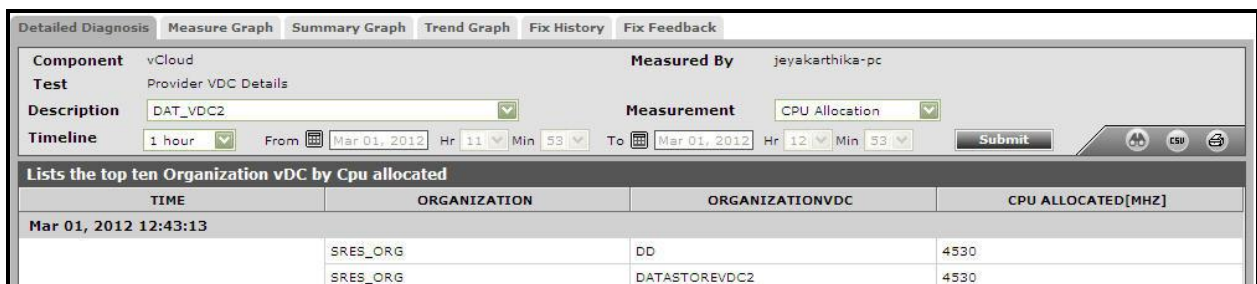 Detailed Diagnosis Measure Graph Summary Graph Trend Graph Fix History Fix Feedback
Component vCloud Measured By jeyakarthika-pc
Test Provider VDC Details
Description DAT_VDC2 Measurement CPU Allocation
Timeline 1 hour From Mar 01, 2012 Hr 11 Min 53 To Mar 01, 2012 Hr 12 Min 53 Submit CSV
Lists the top ten Organization vDC by Cpu allocated
TIME ORGANIZATION ORGANIZATIONVDC CPU ALLOCATED[MHZ]
Mar 01, 2012 12:43:13
SRES_ORG DD 4530
SRES_ORG DATASTOREVDC2 4530